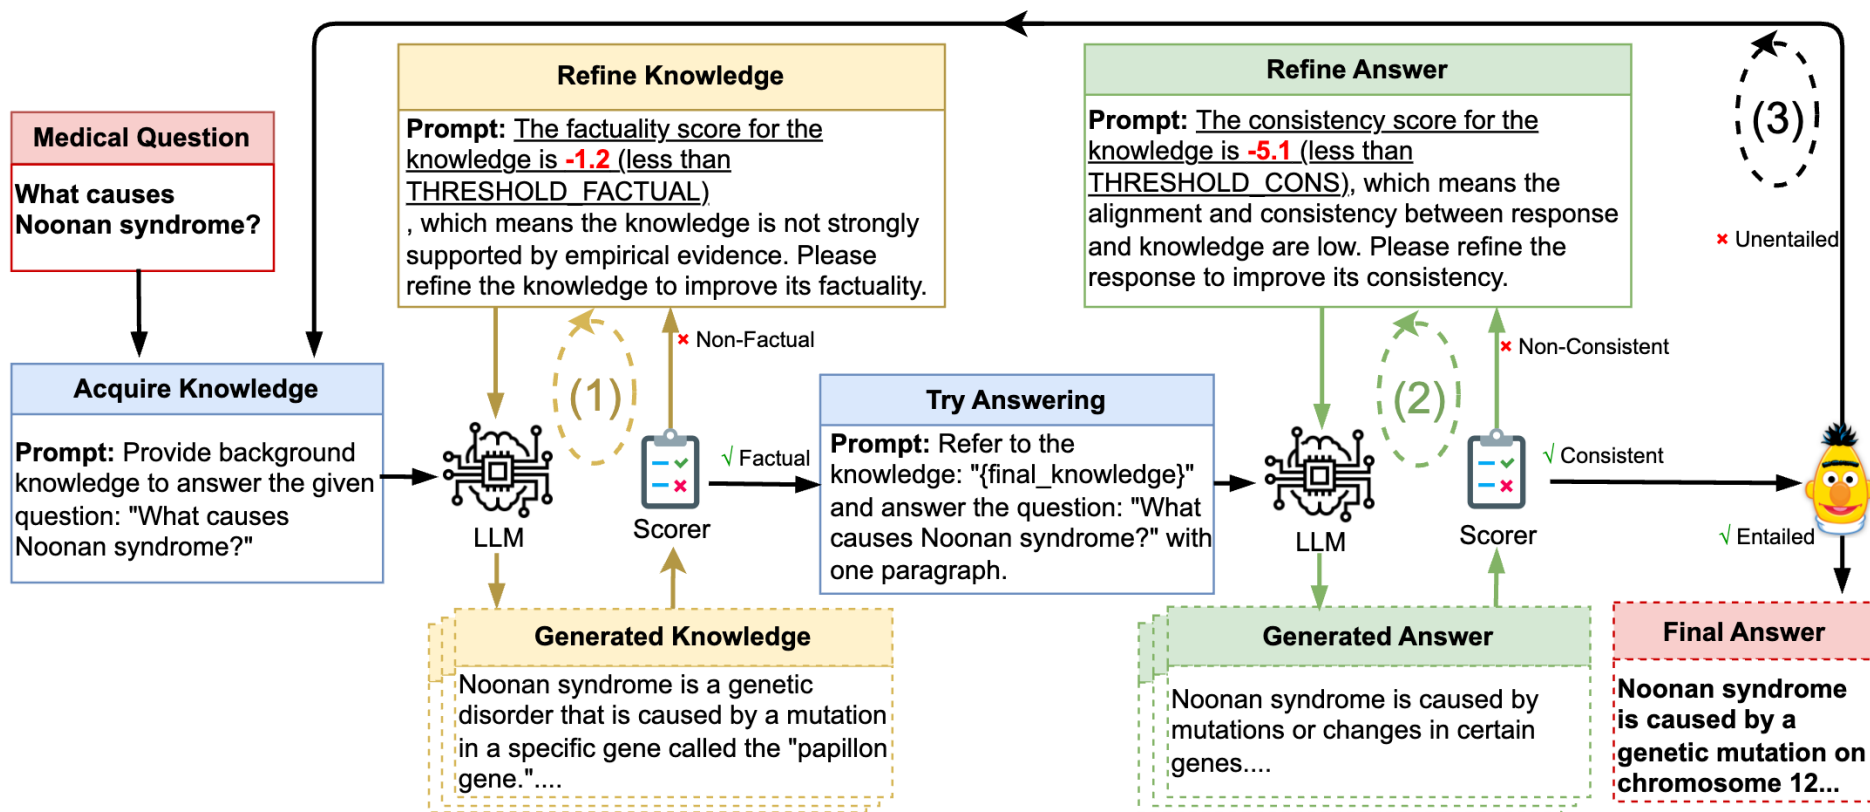 Medical Question
What causes
Noonan syndrome?
Acquire Knowledge
Prompt: Provide background
knowledge to answer the given
question: "What causes
Noonan syndrome?"
Refine Knowledge
Prompt: The factuality score for the
knowledge is -1.2 (less than
THRESHOLD_FACTUAL)
, which means the knowledge is not strongly
supported by empirical evidence. Please
refine the knowledge to improve its factuality.
(1)
× Non-Factual
LLM
Scorer
√ Factual
Generated Knowledge
Noonan syndrome is a genetic
disorder that is caused by a mutation
in a specific gene called the "papillon
gene."....
Try Answering
Prompt: Refer to the
knowledge: "{final_knowledge}"
and answer the question: "What
causes Noonan syndrome?" with
one paragraph.
Refine Answer
Prompt: The consistency score for the
knowledge is -5.1 (less than
THRESHOLD_CONS), which means the
alignment and consistency between response
and knowledge are low. Please refine the
response to improve its consistency.
(2)
× Non-Consistent
LLM
Scorer
√ Consistent
Generated Answer
Noonan syndrome is caused by
mutations or changes in certain
genes....
(3)
× Unentailed
√ Entailed
Final Answer
Noonan syndrome
is caused by a
genetic mutation on
chromosome 12...